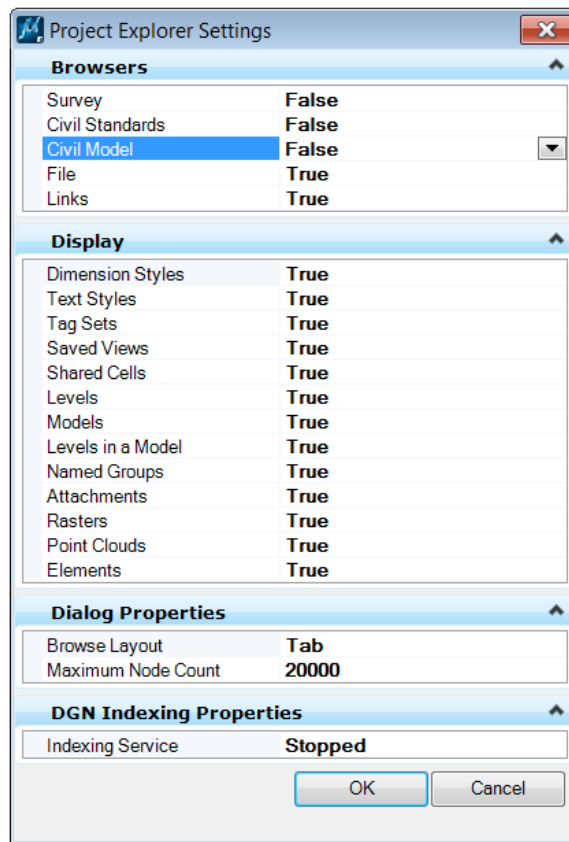 Project Explorer Settings
Browsers
Survey False
Civil Standards False
Civil Model False
File True
Links True
Display
Dimension Styles True
Text Styles True
Tag Sets True
Saved Views True
Shared Cells True
Levels True
Models True
Levels in a Model True
Named Groups True
Attachments True
Rasters True
Point Clouds True
Elements True
Dialog Properties
Browse Layout Tab
Maximum Node Count 20000
DGN Indexing Properties
Indexing Service Stopped
OK Cancel